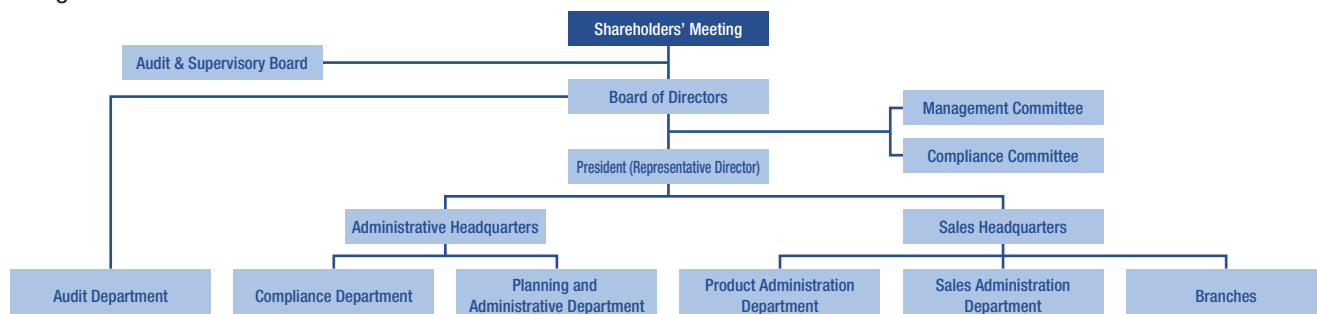 Shareholders' Meeting
Audit & Supervisory Board
Board of Directors
Management Committee
Compliance Committee
President (Representative Director)
Administrative Headquarters
Sales Headquarters
Audit Department
Compliance Department
Planning and
Administrative Department
Product Administration
Department
Sales Administration
Department
Branches